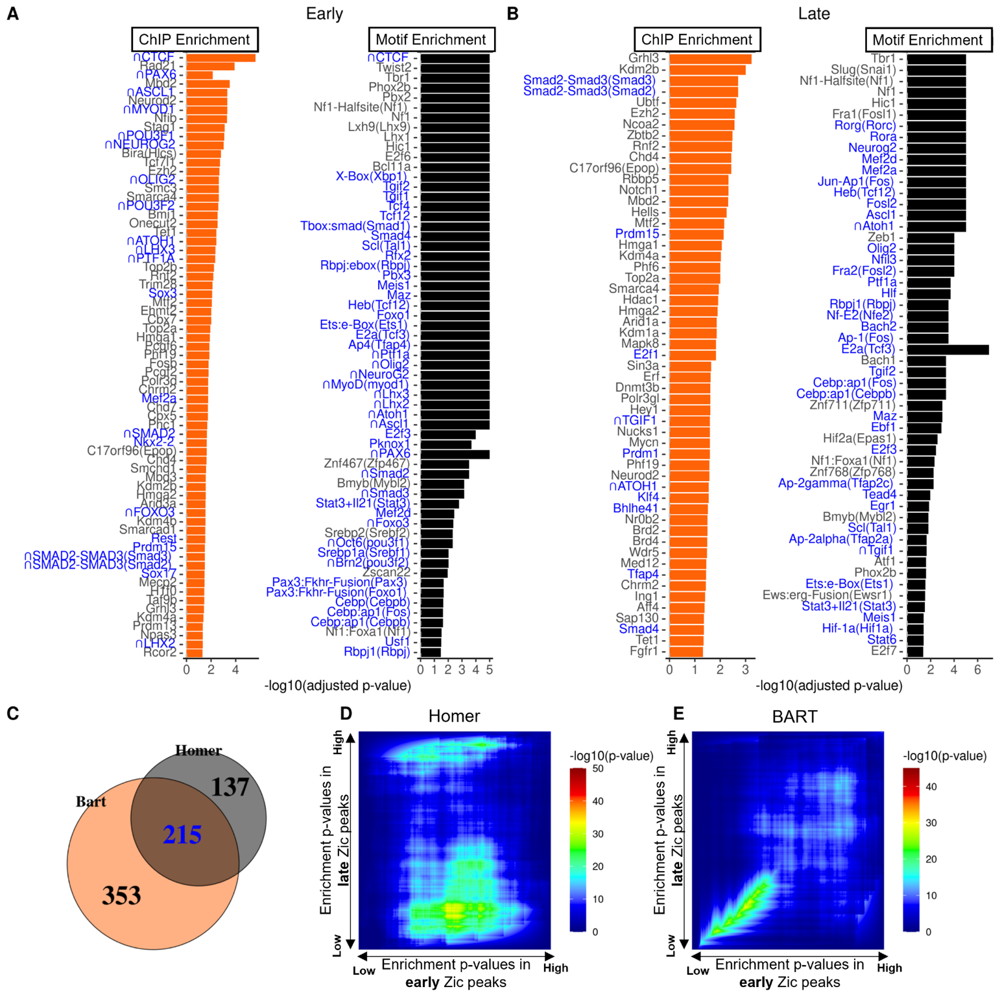 A
Early
ChIP Enrichment
∩CTCF
Rad21
∩PAX6
Mbd2
∩ASCL1
Neurod2
∩MYOD1
Nfib
Stag1
∩POU3F1
∩NEUROG2
Bira(Hlcs)
Tcf7l1
Ezh2
∩OLIG2
Smc3
Smarca4
∩POU3F2
Bmi1
Onecut2
Tet1
∩ATOH1
∩LHX3
∩PTF1A
Top2b
Rnf2
Trim28
Sox3
Mtf2
Ehmt2
Cbx7
Top2a
Hmga1
Pcgf6
Phf19
Fosb
Pcgf2
Polr3g
Chrm2
Mef2a
Chd7
Cbx5
Phc1
∩SMAD2
Nkx2-2
C17orf96(Epop)
Chd4
Smchd1
Mbd3
Kdm2b
Hmga2
Arid3a
∩FOXO3
Kdm4b
Smarcad1
Rest
Prdm15
∩SMAD2-SMAD3(Smad3)
∩SMAD2-SMAD3(Smad2)
Sox17
Mecp2
H1f0
Taf9b
Grhl3
Kdm4a
Prdm13
Npas3
∩LHX2
Rcor2
0 2 4
Motif Enrichment
∩CTCF
Twist2
Tbr1
Phox2b
Pbx2
Nf1-Halfsite(Nf1)
Nf1
Lxh9(Lhx9)
Lhx1
Hic1
E2f6
Bcl11a
X-Box(Xbp1)
Tgif2
Tgif1
Tcf4
Tcf12
Tbox:smad(Smad1)
Smad4
Scl(Tal1)
Rfx2
Rbpj:ebox(Rbpj)
Pbx3
Meis1
Maz
Heb(Tcf12)
Foxo1
Ets:e-Box(Ets1)
E2a(Tcf3)
Ap4(Tfap4)
∩Ptf1a
∩Olig2
∩NeuroG2
∩MyoD(myod1)
∩Lhx3
∩Lhx2
∩Atoh1
∩Ascl1
E2f3
Pknox1
∩PAX6
Znf467(Zfp467)
∩Smad2
Bmyb(Mybl2)
∩Smad3
Stat3+Il21(Stat3)
Mef2d
∩Foxo3
Srebp2(Srebf2)
∩Oct6(pou3f1)
Srebp1a(Srebf1)
∩Brn2(pou3f2)
Zscan22
Pax3:Fkhr-Fusion(Pax3)
Pax3:Fkhr-Fusion(Foxo1)
Cebp(Cebpb)
Cebp:ap1(Fos)
Cebp:ap1(Cebpb)
Nf1:Foxa1(Nf1)
Usf1
Rbpj1(Rbpj)
0 1 2 3 4 5
-log10(adjusted p-value)
B
Late
ChIP Enrichment
Grhl3
Kdm2b
Smad2-Smad3(Smad3)
Smad2-Smad3(Smad2)
Ubtf
Ezh2
Ncoa2
Zbtb2
Rnf2
Chd4
C17orf96(Epop)
Rbbp5
Notch1
Mbd2
Hells
Mtf2
Prdm15
Hmga1
Kdm4a
Phf6
Top2a
Smarca4
Hdac1
Hmga2
Arid1a
Kdm1a
Mapk8
E2f1
Sin3a
Erf
Dnmt3b
Polr3gl
Hey1
∩TGIF1
Nucks1
Mycn
Prdm1
Phf19
Neurod2
∩ATOH1
Klf4
Bhlhe41
Nr0b2
Brd2
Brd4
Wdr5
Med12
Tfap4
Chrm2
Ing1
Aff4
Sap130
Smad4
Tet1
Fgfr1
0 1 2 3
Motif Enrichment
Tbr1
Slug(Snai1)
Nf1-Halfsite(Nf1)
Nf1
Hic1
Fra1(Fosl1)
Rorg(Rorc)
Rora
Neurog2
Mef2d
Mef2a
Jun-Ap1(Fos)
Heb(Tcf12)
Fosl2
Ascl1
∩Atoh1
Zeb1
Olig2
Nfil3
Fra2(Fosl2)
Ptf1a
Hlf
Rbpj1(Rbpj)
Nf-E2(Nfe2)
Bach2
Ap-1(Fos)
E2a(Tcf3)
Bach1
Tgif2
Cebp:ap1(Fos)
Cebp:ap1(Cebpb)
Znf711(Zfp711)
Maz
Ebf1
Hif2a(Epas1)
E2f3
Nf1:Foxa1(Nf1)
Znf768(Zfp768)
Ap-2gamma(Tfap2c)
Tead4
Egr1
Bmyb(Mybl2)
Scl(Tal1)
Ap-2alpha(Tfap2a)
∩Tgif1
Atf1
Phox2b
Ets:e-Box(Ets1)
Ews:erg-Fusion(Ewsr1)
Stat3+Il21(Stat3)
Meis1
Hif-1a(Hif1a)
Stat6
E2f7
0 2 4 6
-log10(adjusted p-value)
C
Homer
137
Bart
215
353
D
Homer
High
Enrichment p-values in
late Zic peaks
Low
Low
High
Enrichment p-values in
early Zic peaks
-log10(p-value)
50
40
30
20
10
0
E
BART
High
Enrichment p-values in
late Zic peaks
Low
Low
High
Enrichment p-values in
early Zic peaks
-log10(p-value)
40
30
20
10
0